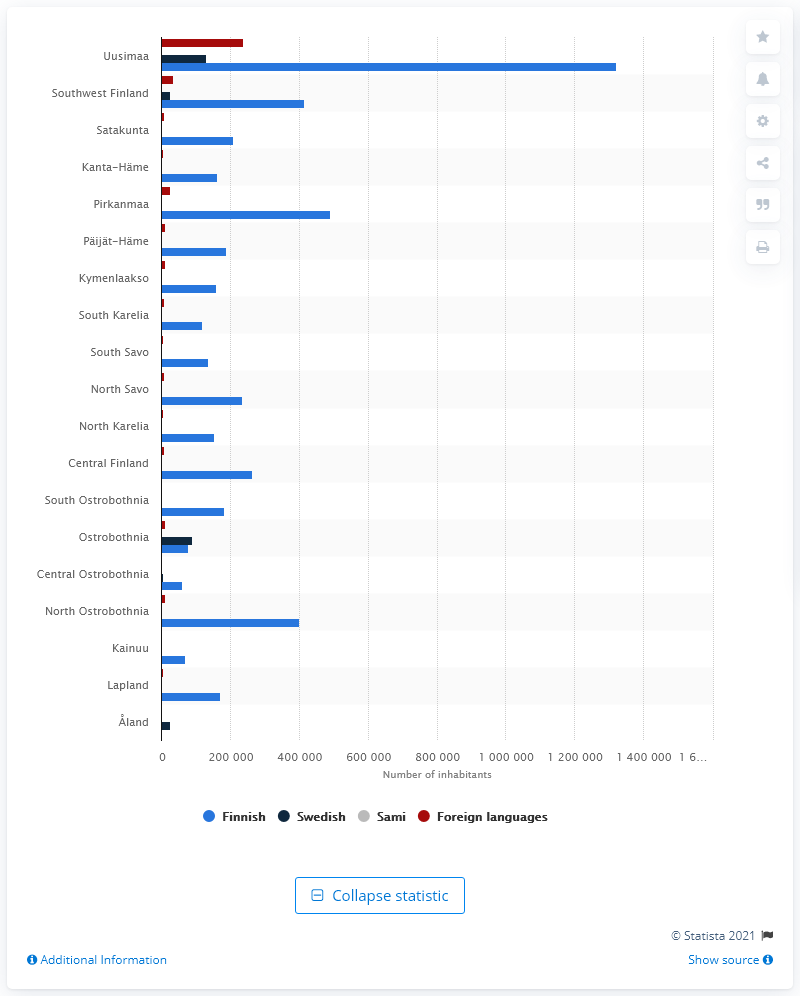 Uusimaa
Southwest Finland
Satakunta
Kanta-Häme
Pirkanmaa
Päijät-Häme
Kymenlaakso
South Karelia
South Savo
North Savo
North Karelia
Central Finland
South Ostrobothnia
Ostrobothnia
Central Ostrobothnia
North Ostrobothnia
Kainuu
Lapland
Åland
0 200 000 400 000 600 000 800 000 1 000 000 1 200 000 1 400 000 1 6...
Number of inhabitants
Finnish Swedish Sami Foreign languages
Collapse statistic
© Statista 2021
Additional Information Show source